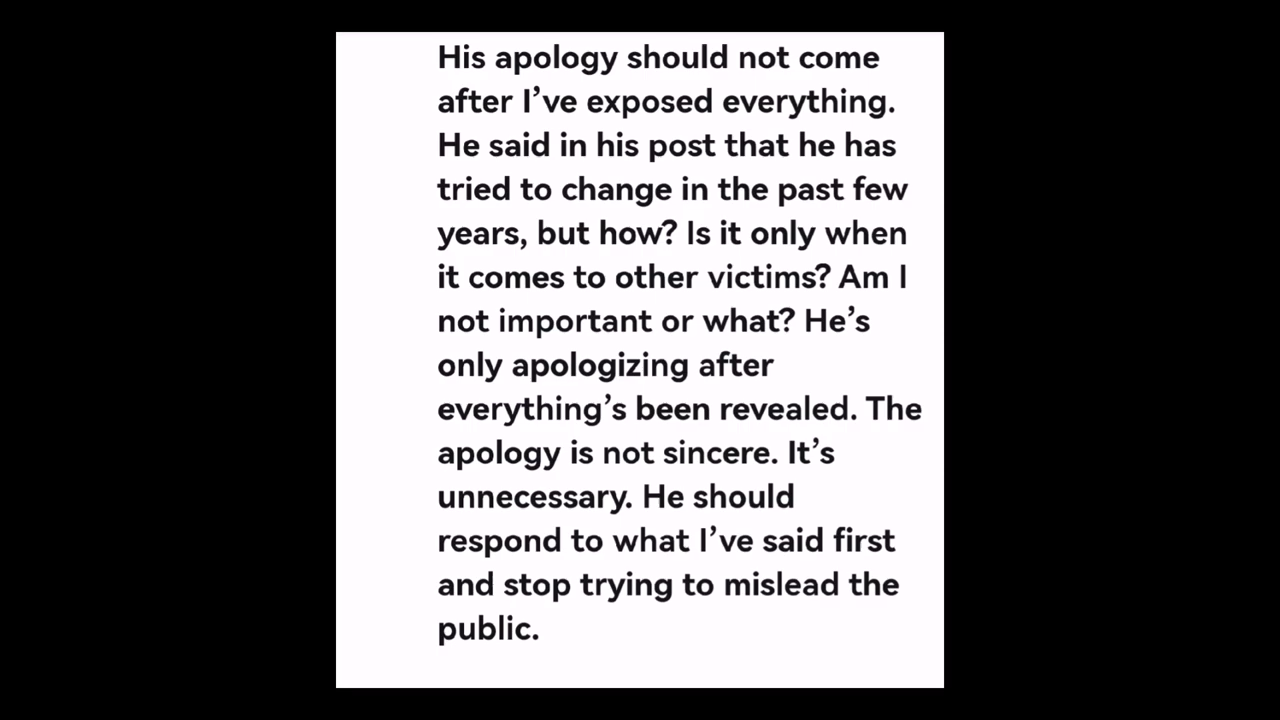 His apology should not come
after I’ve exposed everything.
He said in his post that he has
tried to change in the past few
years, but how? Is it only when
it comes to other victims? Am I
not important or what? He’s
only apologizing after
everything’s been revealed. The
apology is not sincere. It’s
unnecessary. He should
respond to what I’ve said first
and stop trying to mislead the
public.